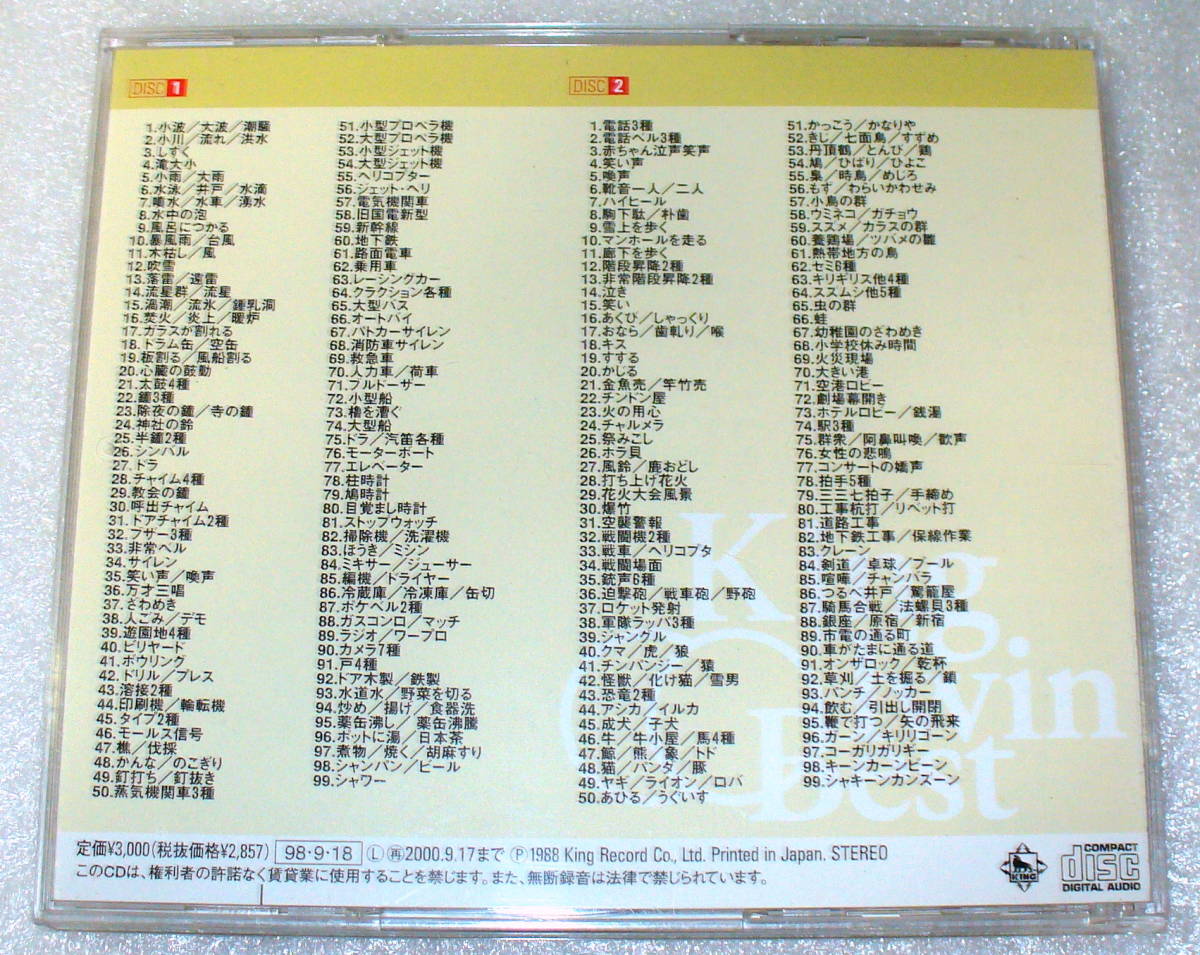 DISC 1
1.小波／大波／潮騒
2.小川／流れ／洪水
3.しずく
4.滝大小
5.小雨／大雨
6.水泳／井戸／水滴
7.噴水／水車／湧水
8.水中の泡
9.風呂につかる
10.暴風雨／台風
11.木枯し／風
12.吹雪
13.落雷／遠雷
14.流星群／流星
15.渦潮／流氷／鍾乳洞
16.焚火／炎上／暖炉
17.ガラスが割れる
18.ドラム缶／空缶
19.板割る／風船割る
20.心臓の鼓動
21.太鼓4種
22.鍾3種
23.除夜の鍾／寺の鍾
24.神社の鈴
25.半鍾2種
26.シンバル
27.ドラ
28.チャイム4種
29.教会の鍾
30.呼出チャイム
31.ドアチャイム2種
32.ブザー3種
33.非常ベル
34.サイレン
35.笑い声／喚声
36.万才三唱
37.ざわめき
38.人ごみ／デモ
39.遊園地4種
40.ビリヤード
41.ボウリング
42.ドリル／プレス
43.溶接2種
44.印刷機／輪転機
45.タイプ2種
46.モールス信号
47.樵／伐採
48.かんな／のこぎり
49.釘打ち／釘抜き
50.蒸気機関車3種
51.小型プロペラ機
52.大型プロペラ機
53.小型ジェット機
54.大型ジェット機
55.ヘリコプター
56.ジェット・ヘリ
57.電気機関車
58.旧国電新型
59.新幹線
60.地下鉄
61.路面電車
62.乗用車
63.レーシングカー
64.クラクション各種
65.大型バス
66.オートバイ
67.パトカーサイレン
68.消防車サイレン
69.救急車
70.人力車／荷車
71.ブルドーザー
72.小型船
73.櫓を漕ぐ
74.大型船
75.ドラ／汽笛各種
76.モーターボート
77.エレベーター
78.柱時計
79.鳩時計
80.目覚まし時計
81.ストップウォッチ
82.掃除機／洗濯機
83.ほうき／ミシン
84.ミキサー／ジューサー
85.編機／ドライヤー
86.冷蔵庫／冷凍庫／缶切
87.ポケベル2種
88.ガスコンロ／マッチ
89.ラジオ／ワープロ
90.カメラ7種
91.戸4種
92.ドア木製／鉄製
93.水道水／野菜を切る
94.炒め／揚げ／食器洗
95.薬缶沸し／薬缶沸騰
96.ポットに湯／日本茶
97.煮物／焼く／胡麻すり
98.シャンパン／ビール
99.シャワー
DISC 2
1.電話3種
2.電話ベル3種
3.赤ちゃん泣声笑声
4.笑い声
5.喚声
6.靴音一人／二人
7.ハイヒール
8.駒下駄／朴歯
9.雪上を歩く
10.マンホールを走る
11.廊下を歩く
12.階段昇降2種
13.非常階段昇降2種
14.泣き
15.笑い
16.あくび／しゃっくり
17.おなら／歯軋り／喉
18.キス
19.すする
20.かじる
21.金魚売／竿竹売
22.チンドン屋
23.火の用心
24.チャルメラ
25.祭みこし
26.ホラ貝
27.風鈴／鹿おどし
28.打ち上げ花火
29.花火大会風景
30.爆竹
31.空襲警報
32.戦闘機2種
33.戦車／ヘリコプタ
34.戦闘場面
35.銃声6種
36.迫撃砲／戦車砲／野砲
37.ロケット発射
38.軍隊ラッパ3種
39.ジャングル
40.クマ／虎／狼
41.チンパンジー／猿
42.怪獣／化け猫／雪男
43.恐竜2種
44.アシカ／イルカ
45.成犬／子犬
46.牛／牛小屋／馬4種
47.鯨／熊／象／トド
48.猫／パンダ／豚
49.ヤギ／ライオン／ロバ
50.あひる／うぐいす
51.かっこう／かなりや
52.きじ／七面鳥／すずめ
53.丹頂鶴／とんび／鶏
54.鳩／ひばり／ひよこ
55.梟／時鳥／めじろ
56.もず／わらいかわせみ
57.小鳥の群
58.ウミネコ／ガチョウ
59.スズメ／カラスの群
60.養鶏場／ツバメの雛
61.熱帯地方の鳥
62.セミ6種
63.キリギリス他4種
64.スズムシ他5種
65.虫の群
66.蛙
67.幼稚園のざわめき
68.小学校休み時間
69.火災現場
70.大きい港
71.空港ロビー
72.劇場幕開き
73.ホテルロビー／銭湯
74.駅3種
75.群衆／阿鼻叫喚／歓声
76.女性の悲鳴
77.コンサートの嬌声
78.拍手5種
79.三三七拍子／手締め
80.工事杭打／リベット打
81.道路工事
82.地下鉄工事／保線作業
83.クレーン
84.剣道／卓球／プール
85.喧嘩／チャンバラ
86.つるべ井戸／駕籠屋
87.騎馬合戦／法螺貝3種
88.銀座／原宿／新宿
89.市電の通る町
90.車がたまに通る道
91.オンザロック／乾杯
92.草刈／土を掘る／鎖
93.パンチ／ノッカー
94.飲む／引出し開閉
95.鞭で打つ／矢の飛来
96.ガーン／キリリコーン
97.コーガリガリギー
98.キーンカーンビーン
99.シャキーンカンズーン
King
Twin
Best
定価¥3,000(税抜価格¥2,857) 98・9・18 Ⓛ㊞2000.9.17まで Ⓟ1988 King Record Co., Ltd. Printed in Japan. STEREO
このCDは、権利者の許諾なく賃貸業に使用することを禁じます。また、無断録音は法律で禁じられています。
KING
COMPACT
disc
DIGITAL AUDIO